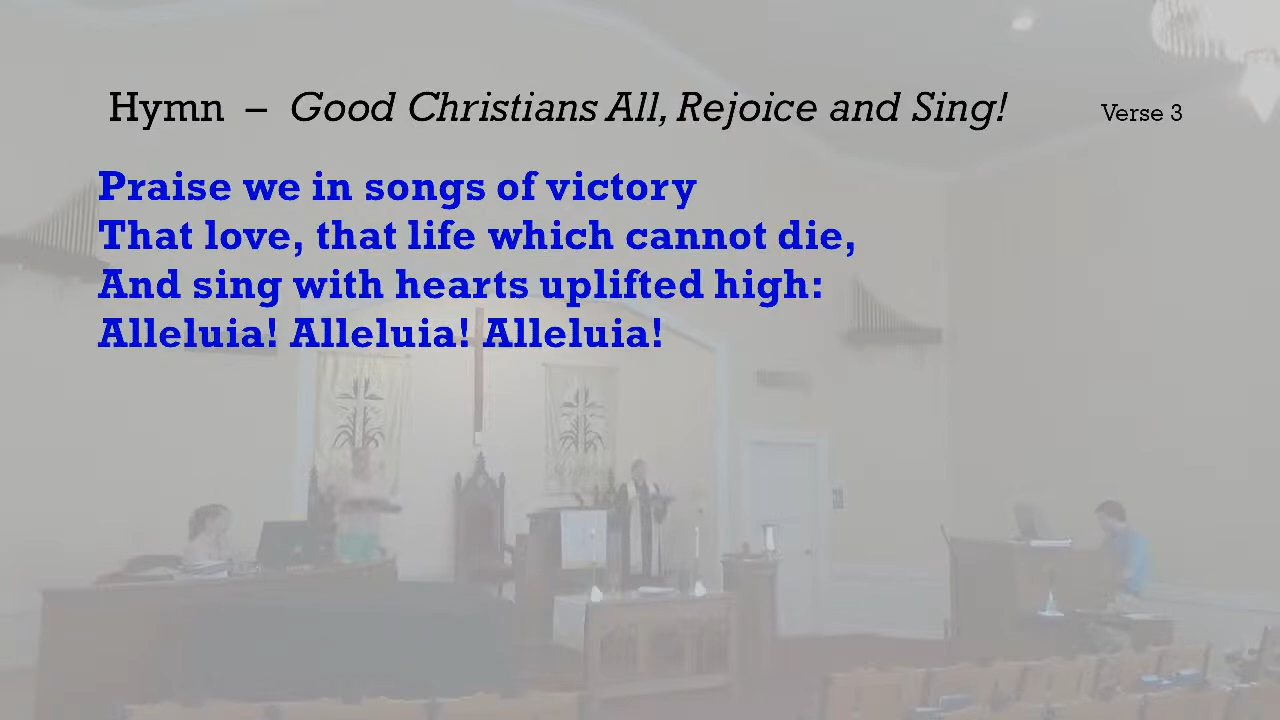 Hymn – Good Christians All, Rejoice and Sing! Verse 3
Praise we in songs of victory
That love, that life which cannot die,
And sing with hearts uplifted high:
Alleluia! Alleluia! Alleluia!